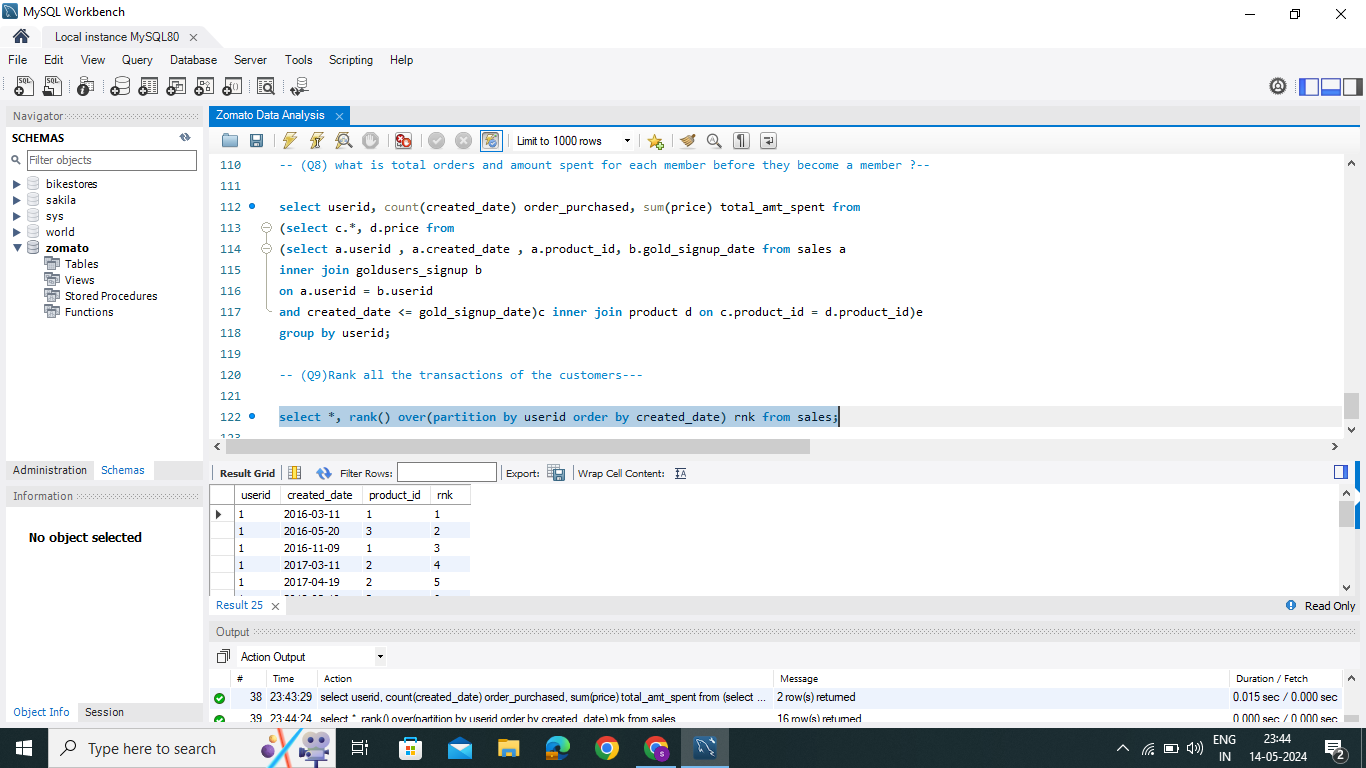 MySQL Workbench
Local instance MySQL80
File Edit View Query Database Server Tools Scripting Help
Navigator
SCHEMAS
Filter objects
bikestores
sakila
sys
world
zomato
Tables
Views
Stored Procedures
Functions
Administration Schemas
Information
No object selected
Object Info Session
Zomato Data Analysis
Limit to 1000 rows
110 -- (Q8) what is total orders and amount spent for each member before they become a member ?--
111
112 select userid, count(created_date) order_purchased, sum(price) total_amt_spent from
113 (select c.*, d.price from
114 (select a.userid , a.created_date , a.product_id, b.gold_signup_date from sales a
115 inner join goldusers_signup b
116 on a.userid = b.userid
117 and created_date <= gold_signup_date)c inner join product d on c.product_id = d.product_id)e
118 group by userid;
119
120 -- (Q9)Rank all the transactions of the customers---
121
122 select *, rank() over(partition by userid order by created_date) rnk from sales;
123
Result Grid Filter Rows: Export: Wrap Cell Content:
userid created_date product_id rnk
1 2016-03-11 1 1
1 2016-05-20 3 2
1 2016-11-09 1 3
1 2017-03-11 2 4
1 2017-04-19 2 5
Result 25
Read Only
Output
Action Output
# Time Action Message Duration / Fetch
38 23:43:29 select userid, count(created_date) order_purchased, sum(price) total_amt_spent from (select ... 2 row(s) returned 0.015 sec / 0.000 sec
39 23:44:24 select *, rank() over(partition by userid order by created_date) rnk from sales 16 row(s) returned 0.000 sec / 0.000 sec
Type here to search
ENG
IN
23:44
14-05-2024
2